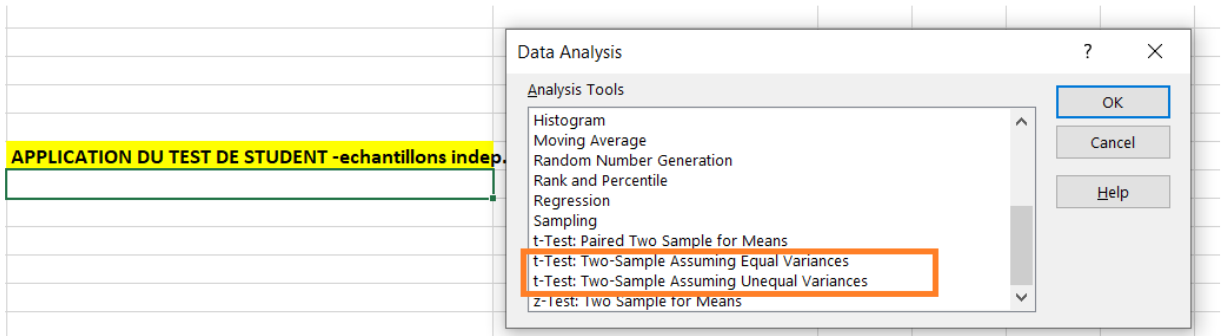 Data Analysis ? ×
Analysis Tools
Histogram
OK
Moving Average
Cancel
APPLICATION DU TEST DE STUDENT -echantillons indep.
Random Number Generation
Rank and Percentile
Help
Regression
Sampling
t-Test: Paired Two Sample for Means
t-Test: Two-Sample Assuming Equal Variances
t-Test: Two-Sample Assuming Unequal Variances
z-Test: Two Sample for Means